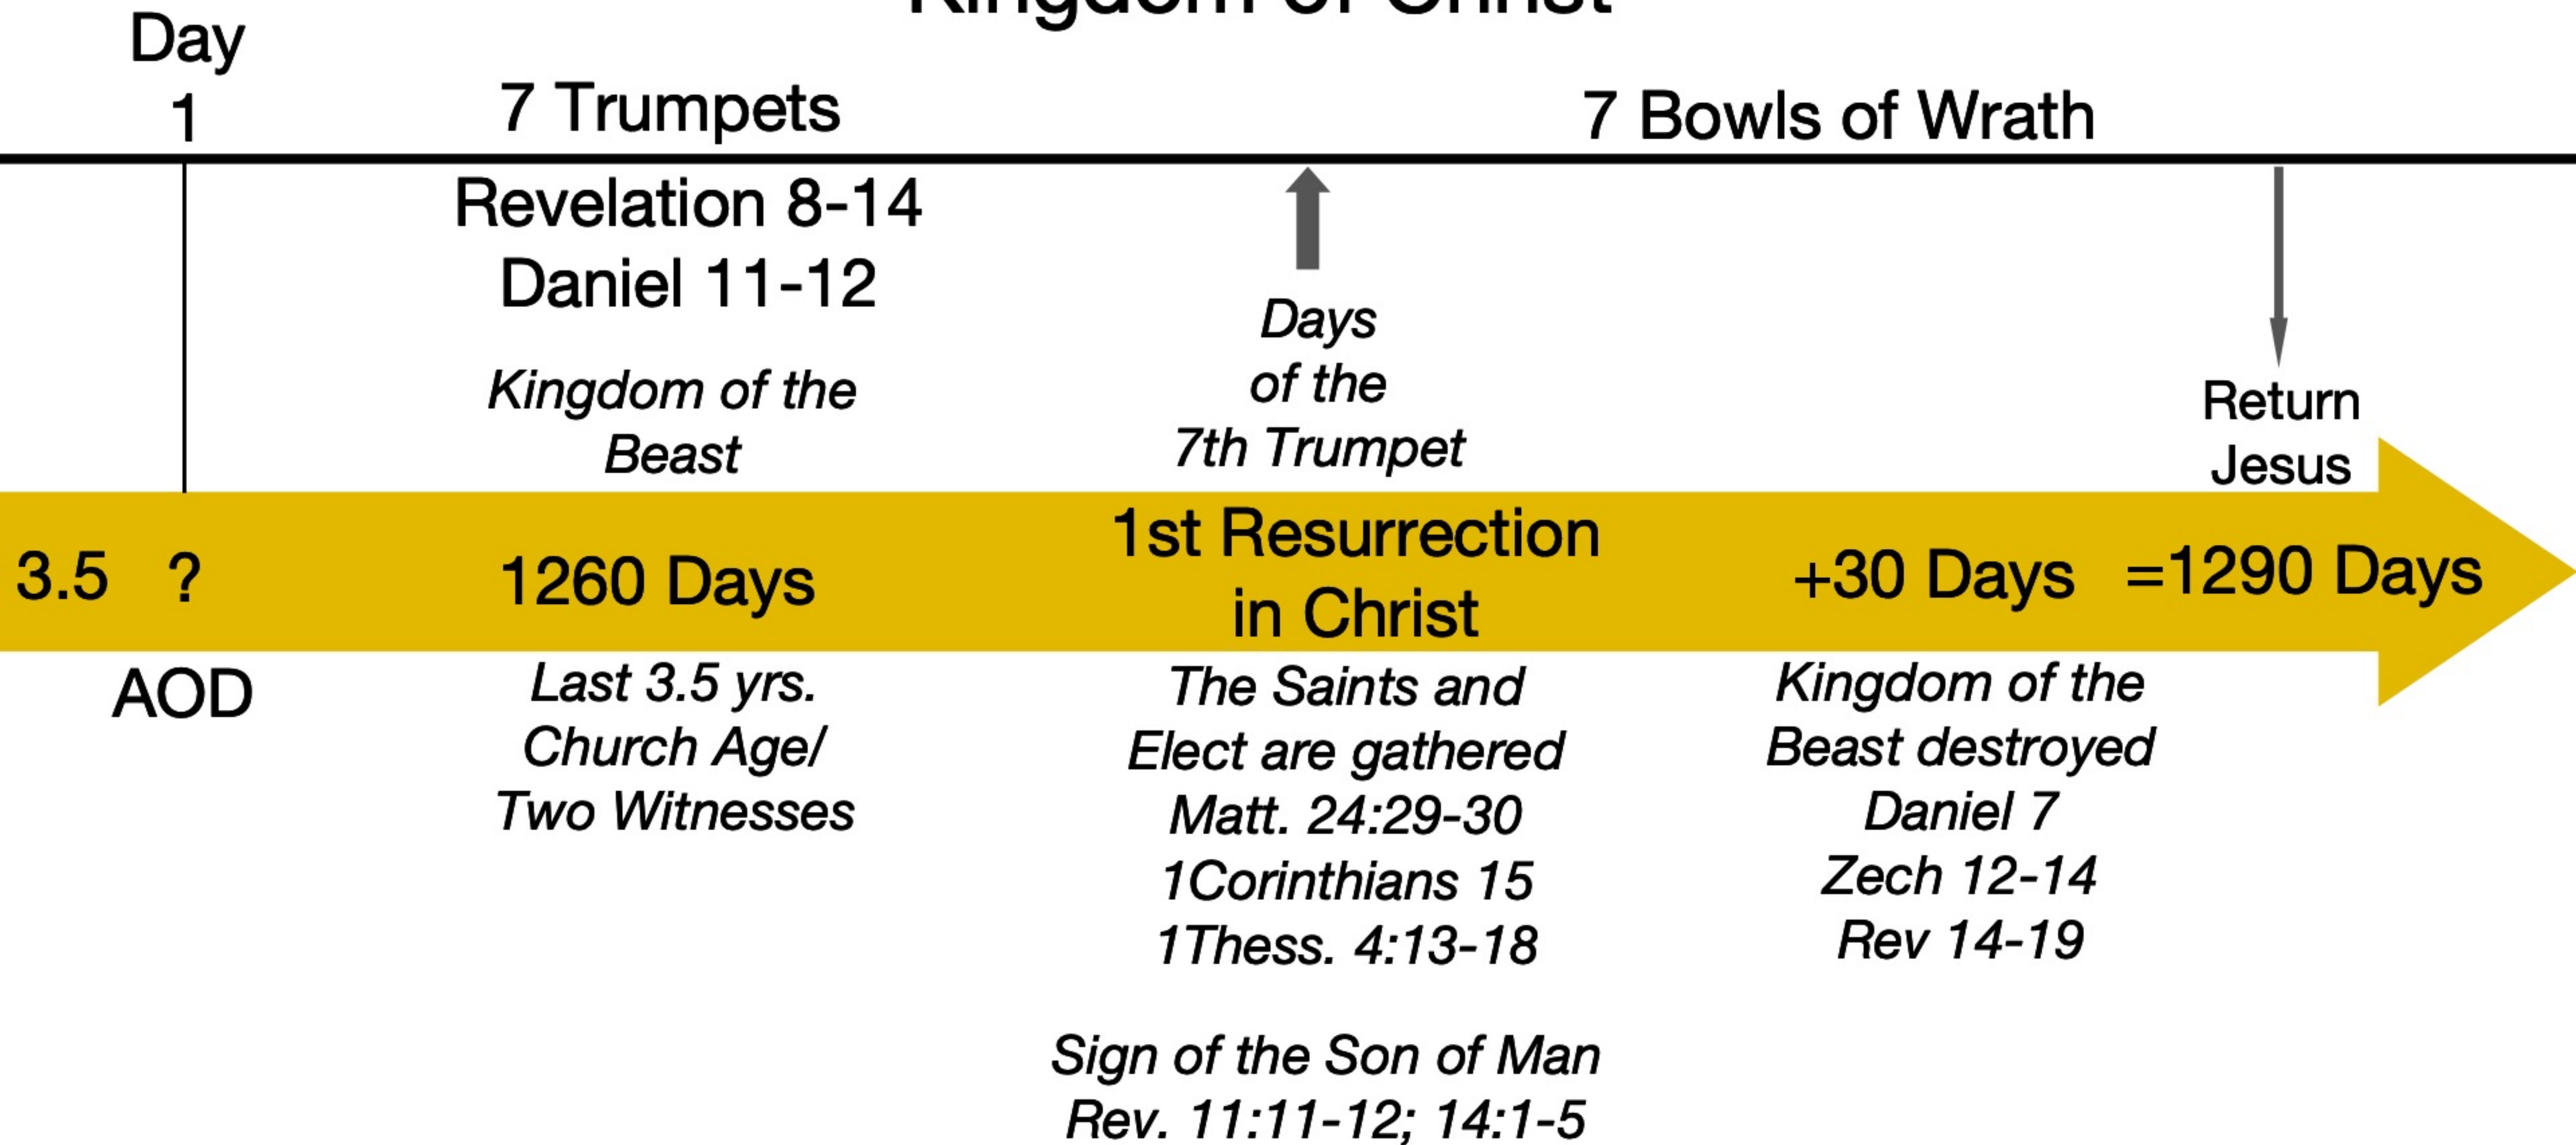 Kingdom of Christ
Day
1
7 Trumpets
7 Bowls of Wrath
Revelation 8-14
Daniel 11-12
Kingdom of the
Beast
Days
of the
7th Trumpet
Return
Jesus
3.5 ?
1260 Days
1st Resurrection
in Christ
+30 Days
=1290 Days
AOD
Last 3.5 yrs.
Church Age/
Two Witnesses
The Saints and
Elect are gathered
Matt. 24:29-30
1Corinthians 15
1Thess. 4:13-18
Sign of the Son of Man
Rev. 11:11-12; 14:1-5
Kingdom of the
Beast destroyed
Daniel 7
Zech 12-14
Rev 14-19